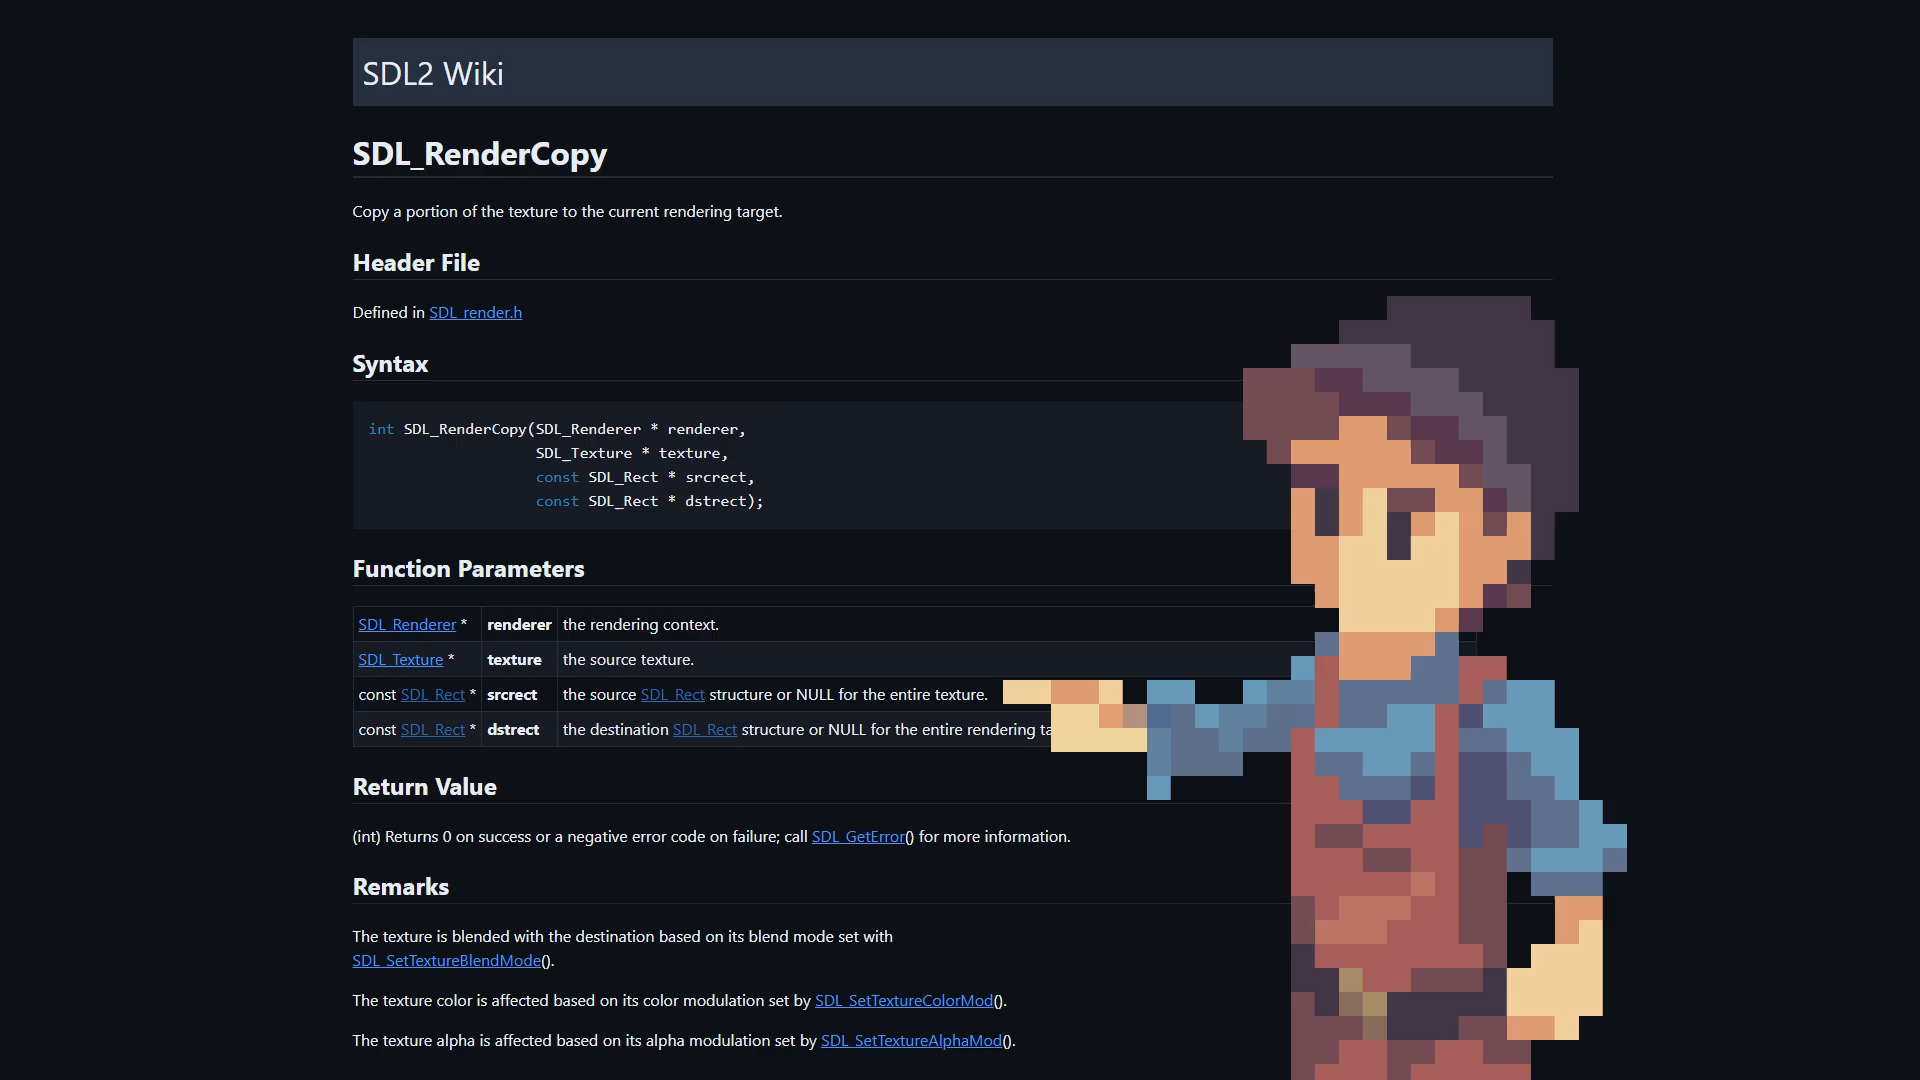 SDL2 Wiki
SDL_RenderCopy
Copy a portion of the texture to the current rendering target.
Header File
Defined in SDL_render.h
Syntax
int SDL_RenderCopy(SDL_Renderer * renderer,
SDL_Texture * texture,
const SDL_Rect * srcrect,
const SDL_Rect * dstrect);
Function Parameters
SDL_Renderer * renderer the rendering context.
SDL_Texture * texture the source texture.
const SDL_Rect * srcrect the source SDL_Rect structure or NULL for the entire texture.
const SDL_Rect * dstrect the destination SDL_Rect structure or NULL for the entire rendering
Return Value
(int) Returns 0 on success or a negative error code on failure; call SDL_GetError() for more information.
Remarks
The texture is blended with the destination based on its blend mode set with
SDL_SetTextureBlendMode().
The texture color is affected based on its color modulation set by SDL_SetTextureColorMod().
The texture alpha is affected based on its alpha modulation set by SDL_SetTextureAlphaMod().